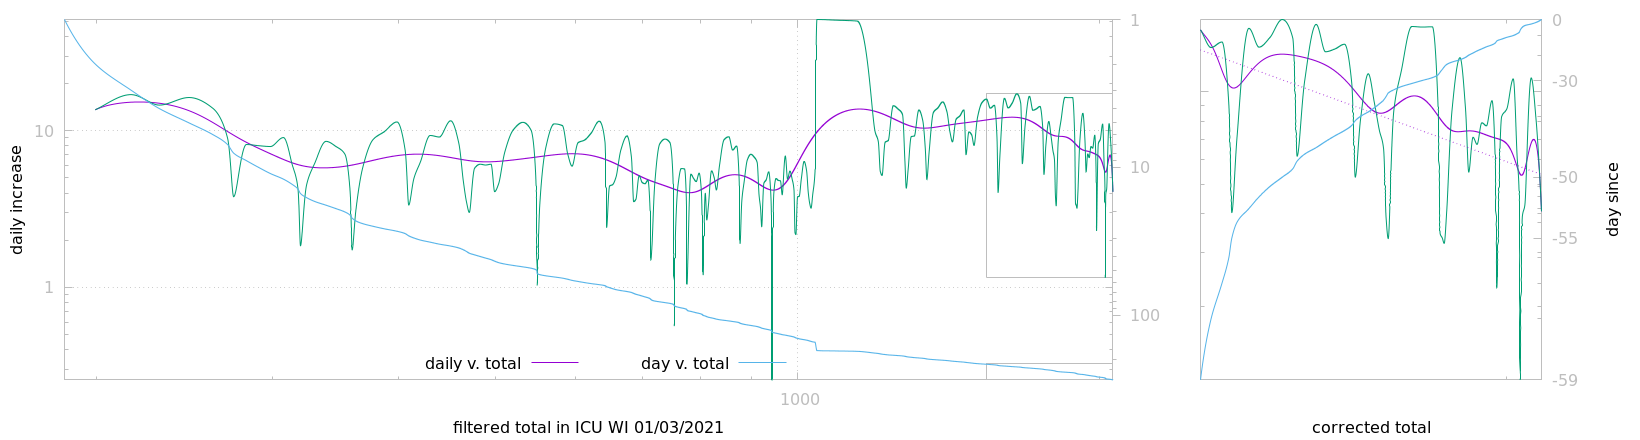 daily increase
10
1
1
10
100
daily v. total
day v. total
1000
filtered total in ICU WI 01/03/2021
0
-30
-50
-55
-59
day since
corrected total